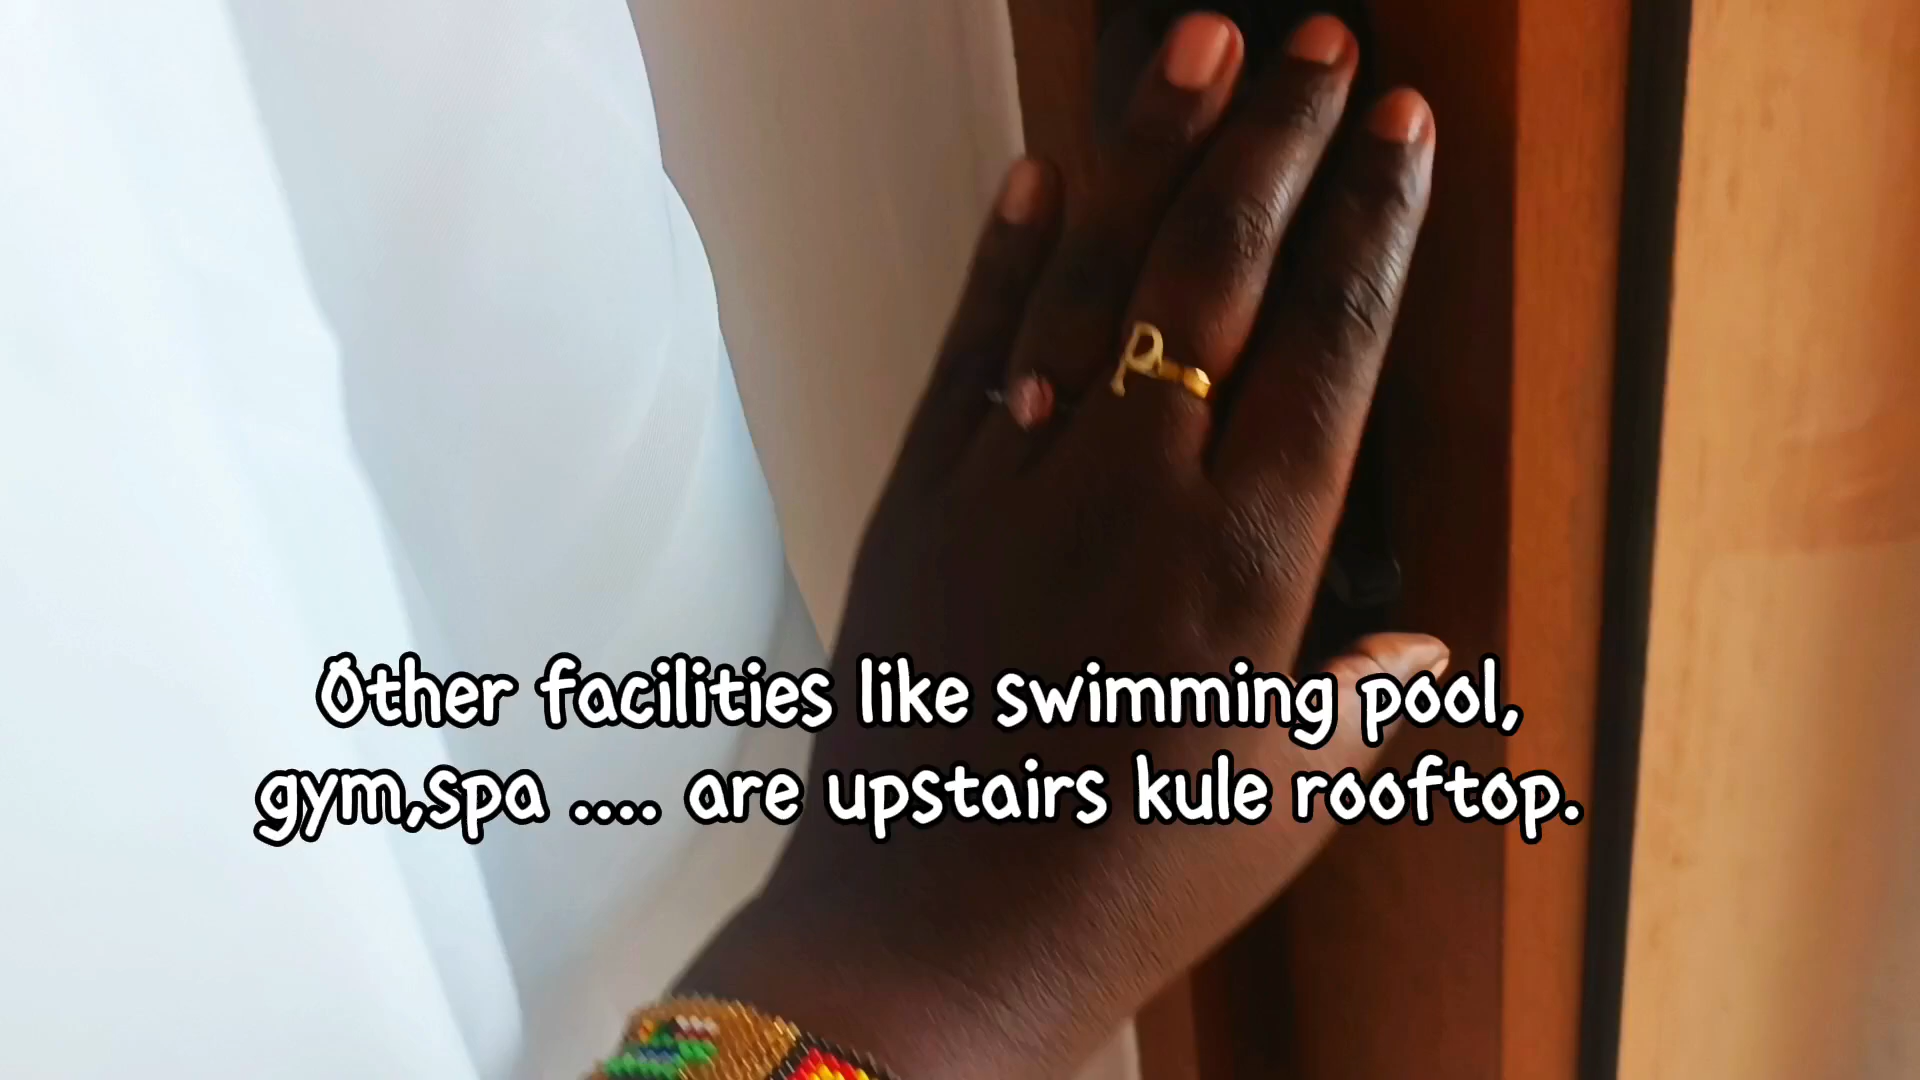 Other facilities like swimming pool,
gym,spa .... are upstairs kule rooftop.